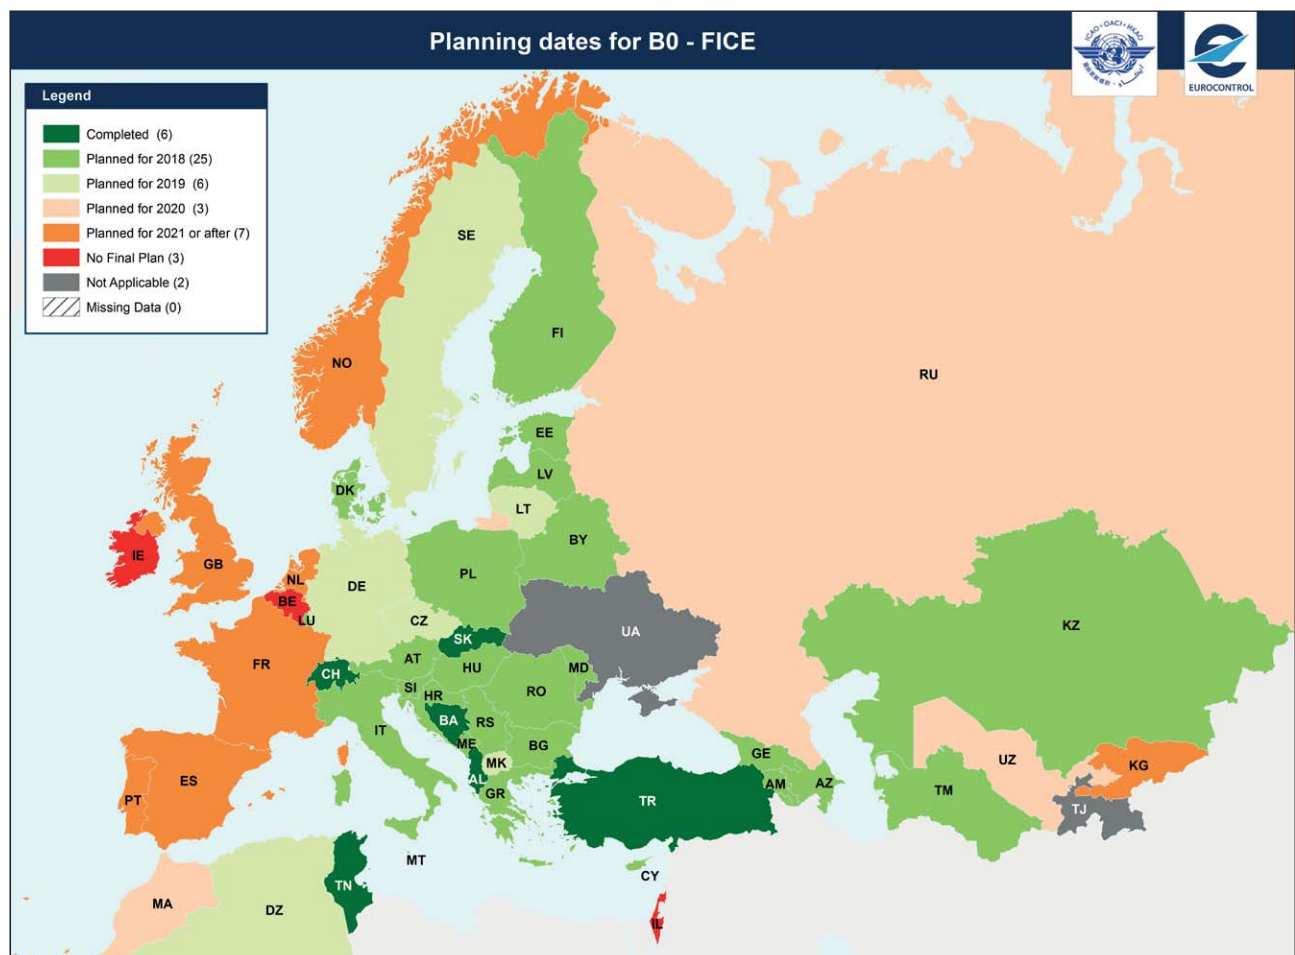 Planning dates for B0 - FICE
ICAO • OACI • ИКАО
EUROCONTROL
Legend
Completed (6)
Planned for 2018 (25)
Planned for 2019 (6)
Planned for 2020 (3)
Planned for 2021 or after (7)
No Final Plan (3)
Not Applicable (2)
Missing Data (0)
SE
FI
NO
RU
EE
LV
DK
LT
BY
IE
GB
NL
PL
DE
BE
LU
CZ
UA
KZ
SK
FR
AT
CH
HU
MD
SI
HR
RO
BA
RS
IT
ME
BG
GE
UZ
KG
MK
AL
ES
PT
GR
TR
AM
AZ
TM
TJ
MT
CY
TN
MA
DZ
IL